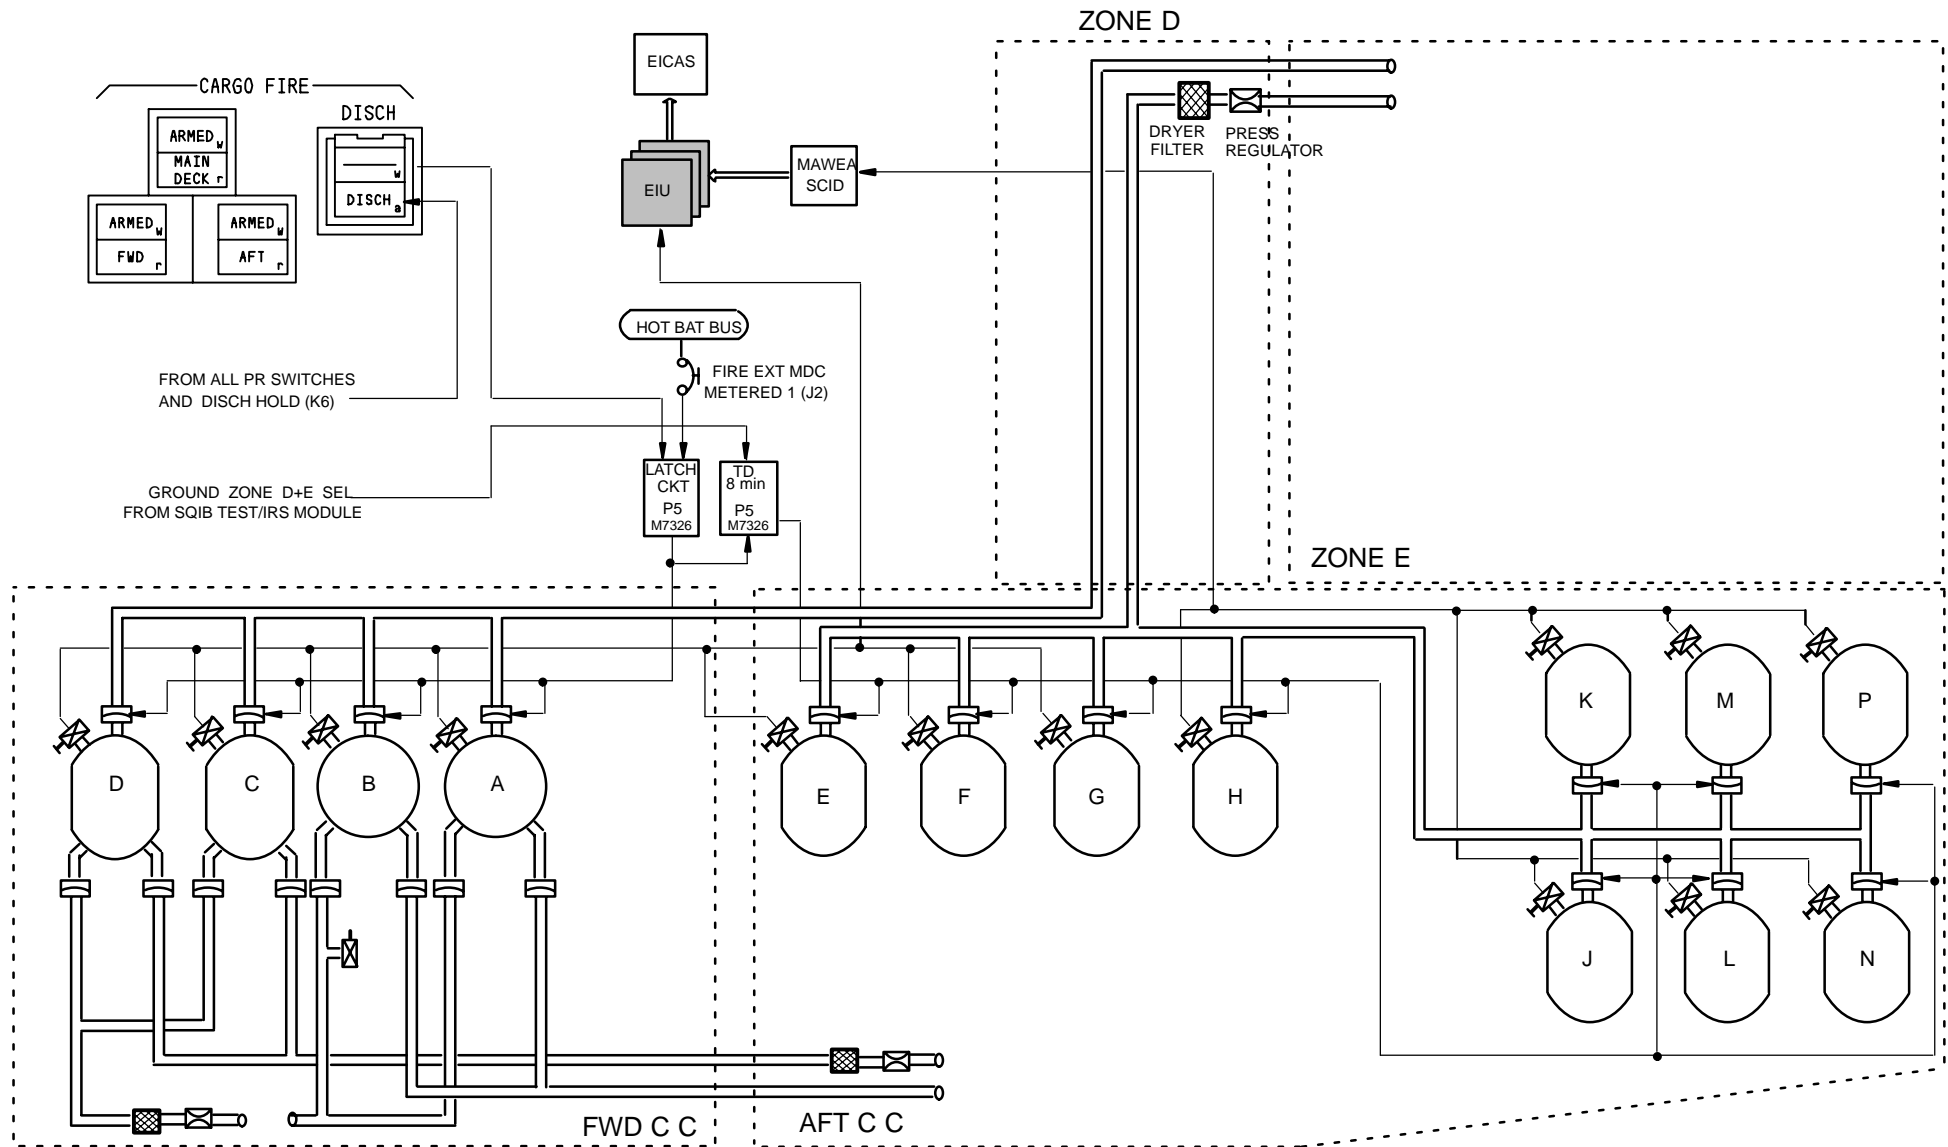 ZONE D
EICAS
CARGO FIRE
DISCH
ARMED w
MAIN
DECK r
w
DISCH a
ARMED w
FWD r
ARMED w
AFT r
EIU
MAWEA
SCID
DRYER
FILTER
PRESS
REGULATOR
HOT BAT BUS
FIRE EXT MDC
METERED 1 (J2)
FROM ALL PR SWITCHES
AND DISCH HOLD (K6)
GROUND ZONE D+E SEL
FROM SQIB TEST/IRS MODULE
LATCH
CKT
P5
M7326
TD
8 min
P5
M7326
ZONE E
K
M
P
D
C
B
A
E
F
G
H
J
L
N
FWD C C
AFT C C